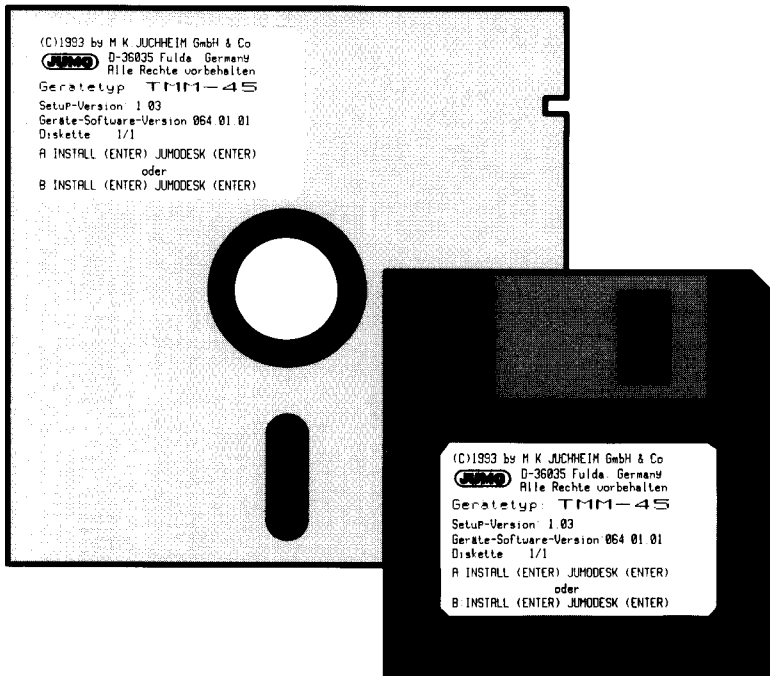 (C)1993 by M K JUCHHEIM GmbH & Co
JUMO D-36035 Fulda Germany
Alle Rechte vorbehalten
Gerätetyp TMM-45
Setup-Version 1 03
Geräte-Software-Version 064.01.01
Diskette 1/1
A INSTALL (ENTER) JUMODESK (ENTER)
oder
B INSTALL (ENTER) JUMODESK (ENTER)
(C)1993 by M K JUCHHEIM GmbH & Co
JUMO D-36035 Fulda. Germany
Alle Rechte vorbehalten
Gerätetyp: TMM-45
Setup-Version 1.03
Geräte-Software-Version 064 01.01
Diskette 1/1
A INSTALL (ENTER) JUMODESK (ENTER)
oder
B INSTALL (ENTER) JUMODESK (ENTER)